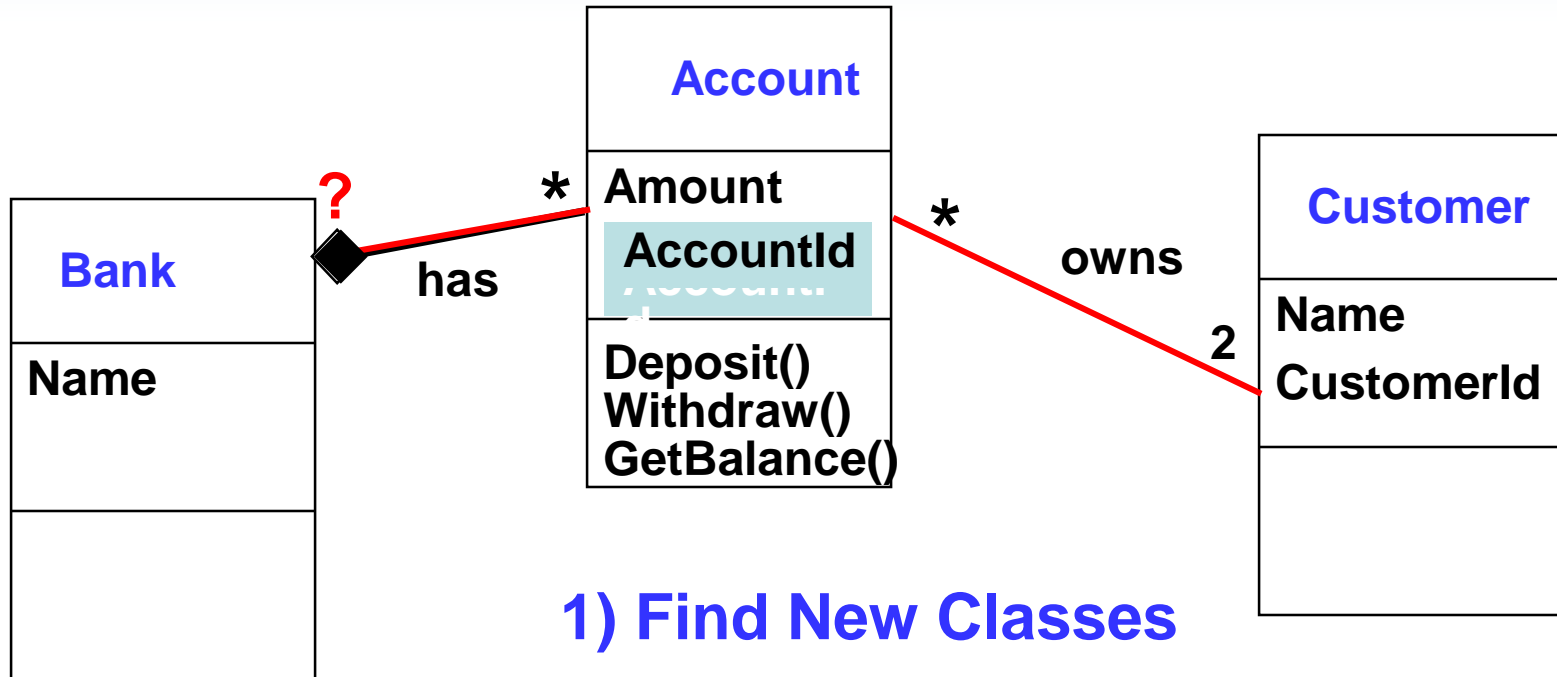 Bank
Name
?
*
has
Account
Amount
AccountId
Deposit()
Withdraw()
GetBalance()
*
owns
2
Customer
Name
CustomerId
1) Find New Classes